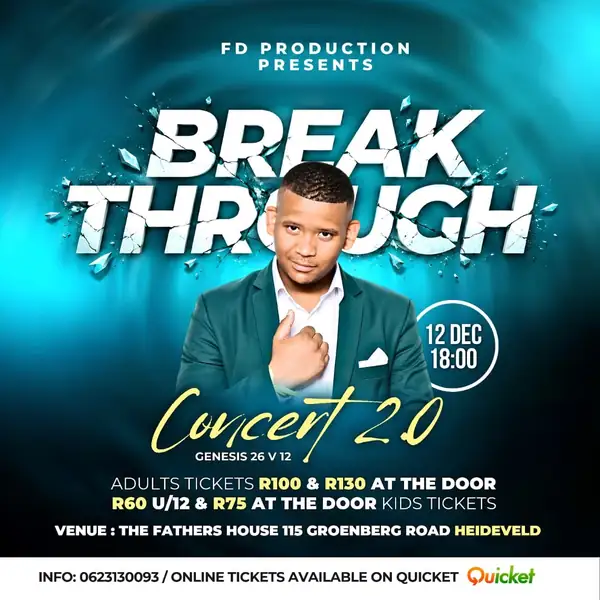 FD PRODUCTION
PRESENTS
BREAK
THROUGH
12 DEC
18:00
Concert 2.0
GENESIS 26 V 12
ADULTS TICKETS R100 & R130 AT THE DOOR
R60 U/12 & R75 AT THE DOOR KIDS TICKETS
VENUE : THE FATHERS HOUSE 115 GROENBERG ROAD HEIDEVELD
INFO: 0623130093 / ONLINE TICKETS AVAILABLE ON QUICKET Quicket